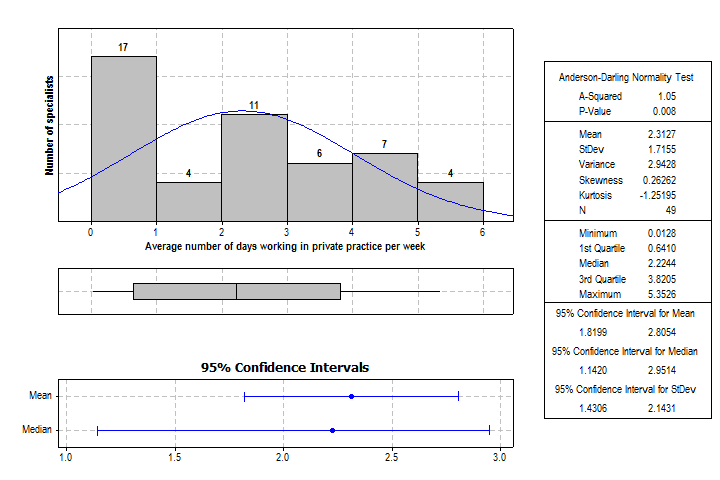 Number of specialists
17
4
11
6
7
4
0 1 2 3 4 5 6
Average number of days working in private practice per week
95% Confidence Intervals
Mean
Median
1.0 1.5 2.0 2.5 3.0
Anderson-Darling Normality Test
A-Squared 1.05
P-Value 0.008
Mean 2.3127
StDev 1.7155
Variance 2.9428
Skewness 0.26262
Kurtosis -1.25195
N 49
Minimum 0.0128
1st Quartile 0.6410
Median 2.2244
3rd Quartile 3.8205
Maximum 5.3526
95% Confidence Interval for Mean
1.8199 2.8054
95% Confidence Interval for Median
1.1420 2.9514
95% Confidence Interval for StDev
1.4306 2.1431